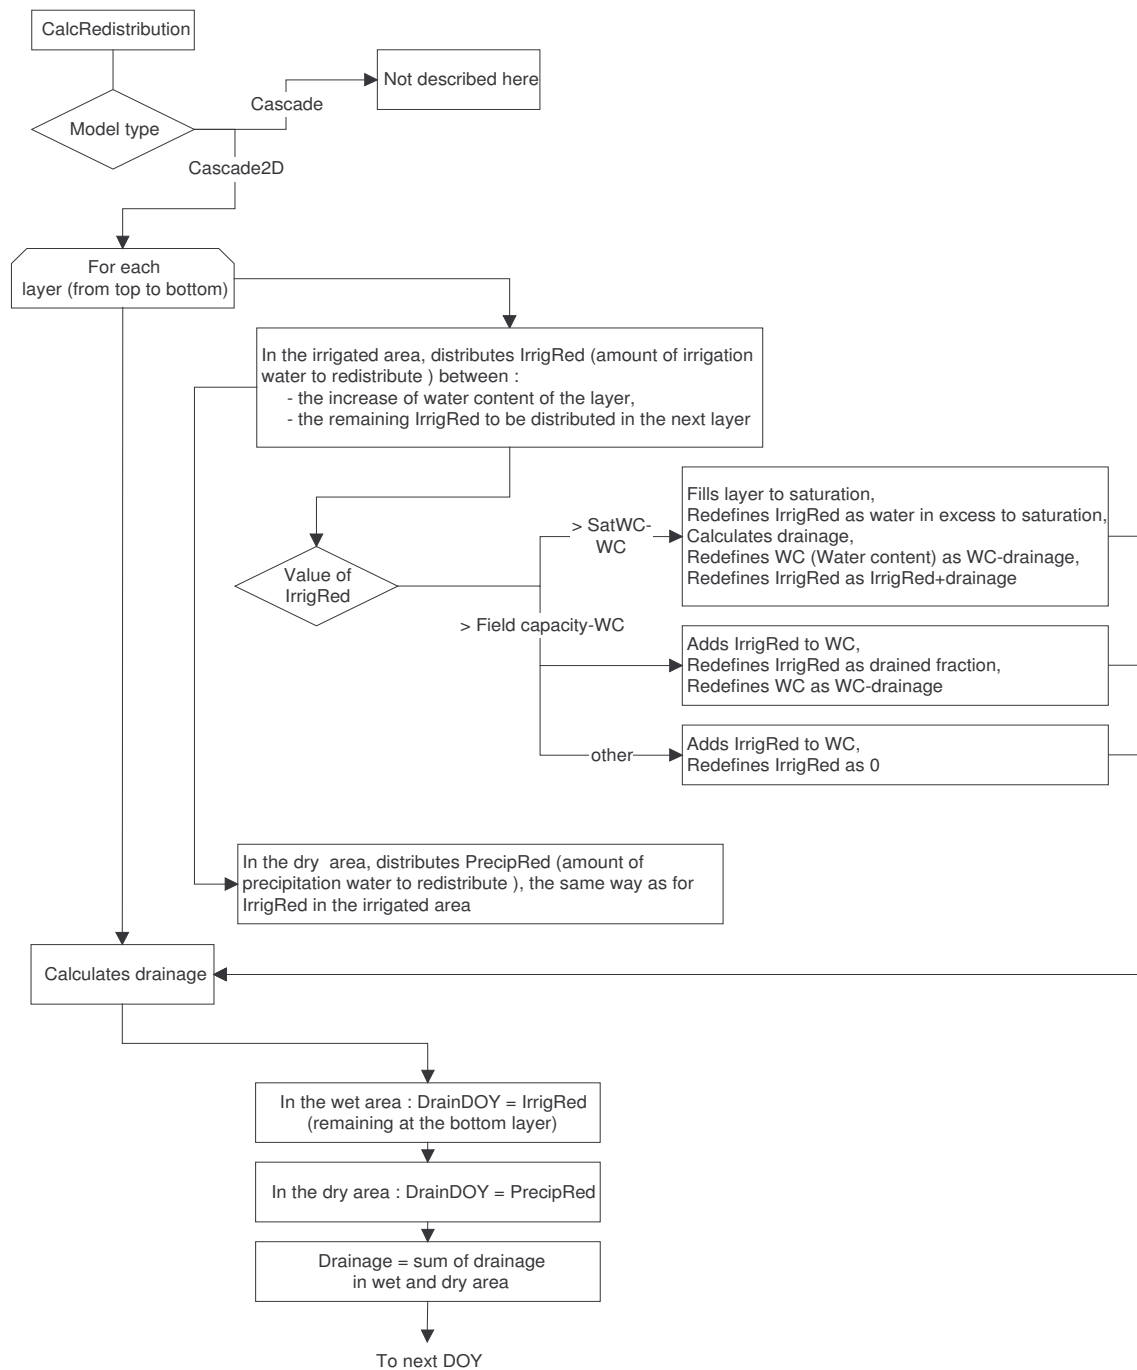 CalcRedistribution
Not described here
Cascade
Model type
Cascade2D
For each
layer (from top to bottom)
In the irrigated area, distributes IrrigRed (amount of irrigation
water to redistribute ) between :
- the increase of water content of the layer,
- the remaining IrrigRed to be distributed in the next layer
Fills layer to saturation,
Redefines IrrigRed as water in excess to saturation,
Calculates drainage,
Redefines WC (Water content) as WC-drainage,
Redefines IrrigRed as IrrigRed+drainage
> SatWC-
WC
Value of
IrrigRed
> Field capacity-WC
Adds IrrigRed to WC,
Redefines IrrigRed as drained fraction,
Redefines WC as WC-drainage
other
Adds IrrigRed to WC,
Redefines IrrigRed as 0
In the dry  area, distributes PrecipRed (amount of
precipitation water to redistribute ), the same way as for
IrrigRed in the irrigated area
Calculates drainage
In the wet area : DrainDOY = IrrigRed
(remaining at the bottom layer)
In the dry area : DrainDOY = PrecipRed
Drainage = sum of drainage
in wet and dry area
To next DOY